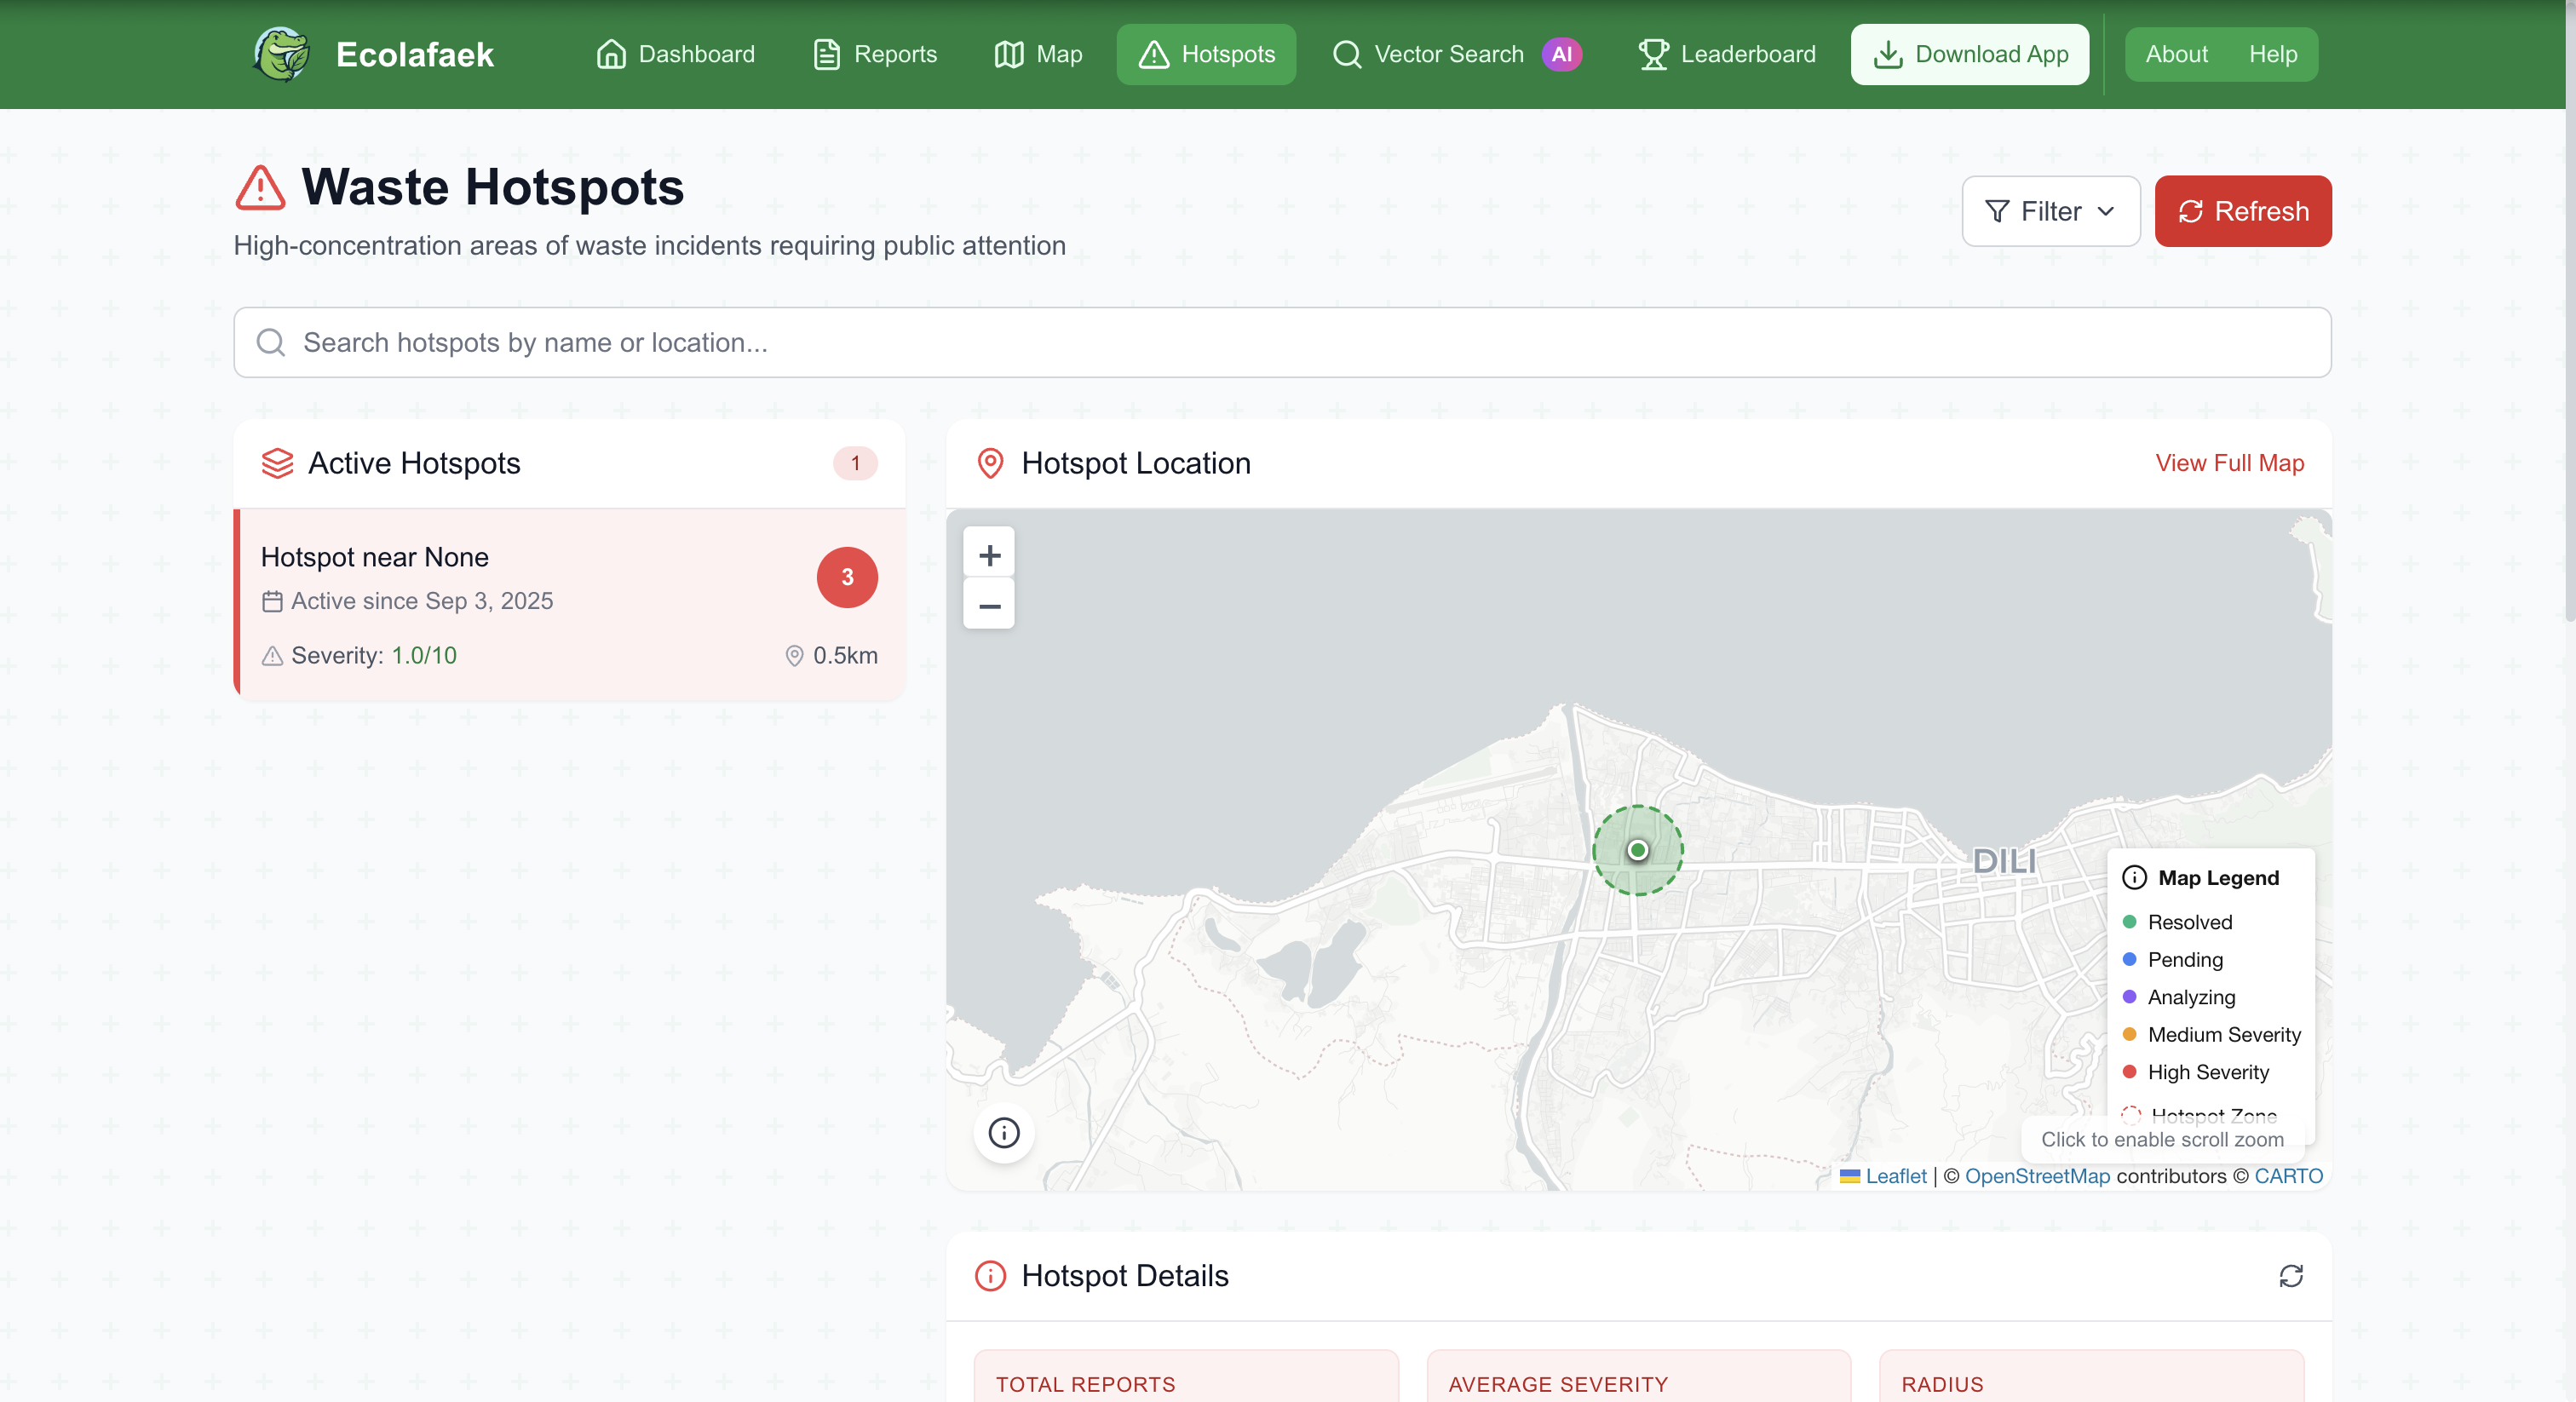 Ecolafaek
Dashboard
Reports
Map
Hotspots
Vector Search AI
Leaderboard
Download App
About
Help
Waste Hotspots
High-concentration areas of waste incidents requiring public attention
Filter
Refresh
Search hotspots by name or location...
Active Hotspots
1
Hotspot near None
Active since Sep 3, 2025
3
Severity: 1.0/10
0.5km
Hotspot Location
View Full Map
+
−
DILI
Map Legend
Resolved
Pending
Analyzing
Medium Severity
High Severity
Hotspot Zone
Click to enable scroll zoom
Leaflet | © OpenStreetMap contributors © CARTO
Hotspot Details
TOTAL REPORTS
AVERAGE SEVERITY
RADIUS